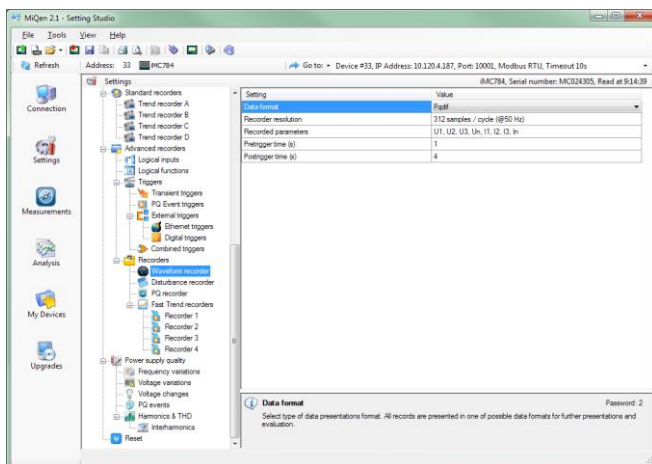 MiQen 2.1 - Setting Studio
File Tools View Help
Refresh Address: 33 iMC784 Go to: Device #33, IP Address: 10.120.4.187, Port: 10001, Modbus RTU, Timeout 10s
Settings iMC784, Serial number: MC024305, Read at 9:14:39
Connection
Settings
Measurements
Analysis
My Devices
Upgrades
Standard recorders
Trend recorder A
Trend recorder B
Trend recorder C
Trend recorder D
Advanced recorders
Logical inputs
Logical functions
Triggers
Transient triggers
PQ Event triggers
External triggers
Ethernet triggers
Digital triggers
Combined triggers
Recorders
Waveform recorder
Disturbance recorder
PQ recorder
Fast Trend recorders
Recorder 1
Recorder 2
Recorder 3
Recorder 4
Power supply quality
Frequency variations
Voltage variations
Voltage changes
PQ events
Harmonics & THD
Interhamonics
Reset
Setting Value
Data format Pqdif
Recorder resolution 312 samples / cycle (@50 Hz)
Recorded parameters U1, U2, U3, Un, I1, I2, I3, In
Pretrigger time (s) 1
Postrigger time (s) 4
Data format Password: 2
Select type of data presentations format. All records are presented in one of possible data formats for further presentations and
evaluation.